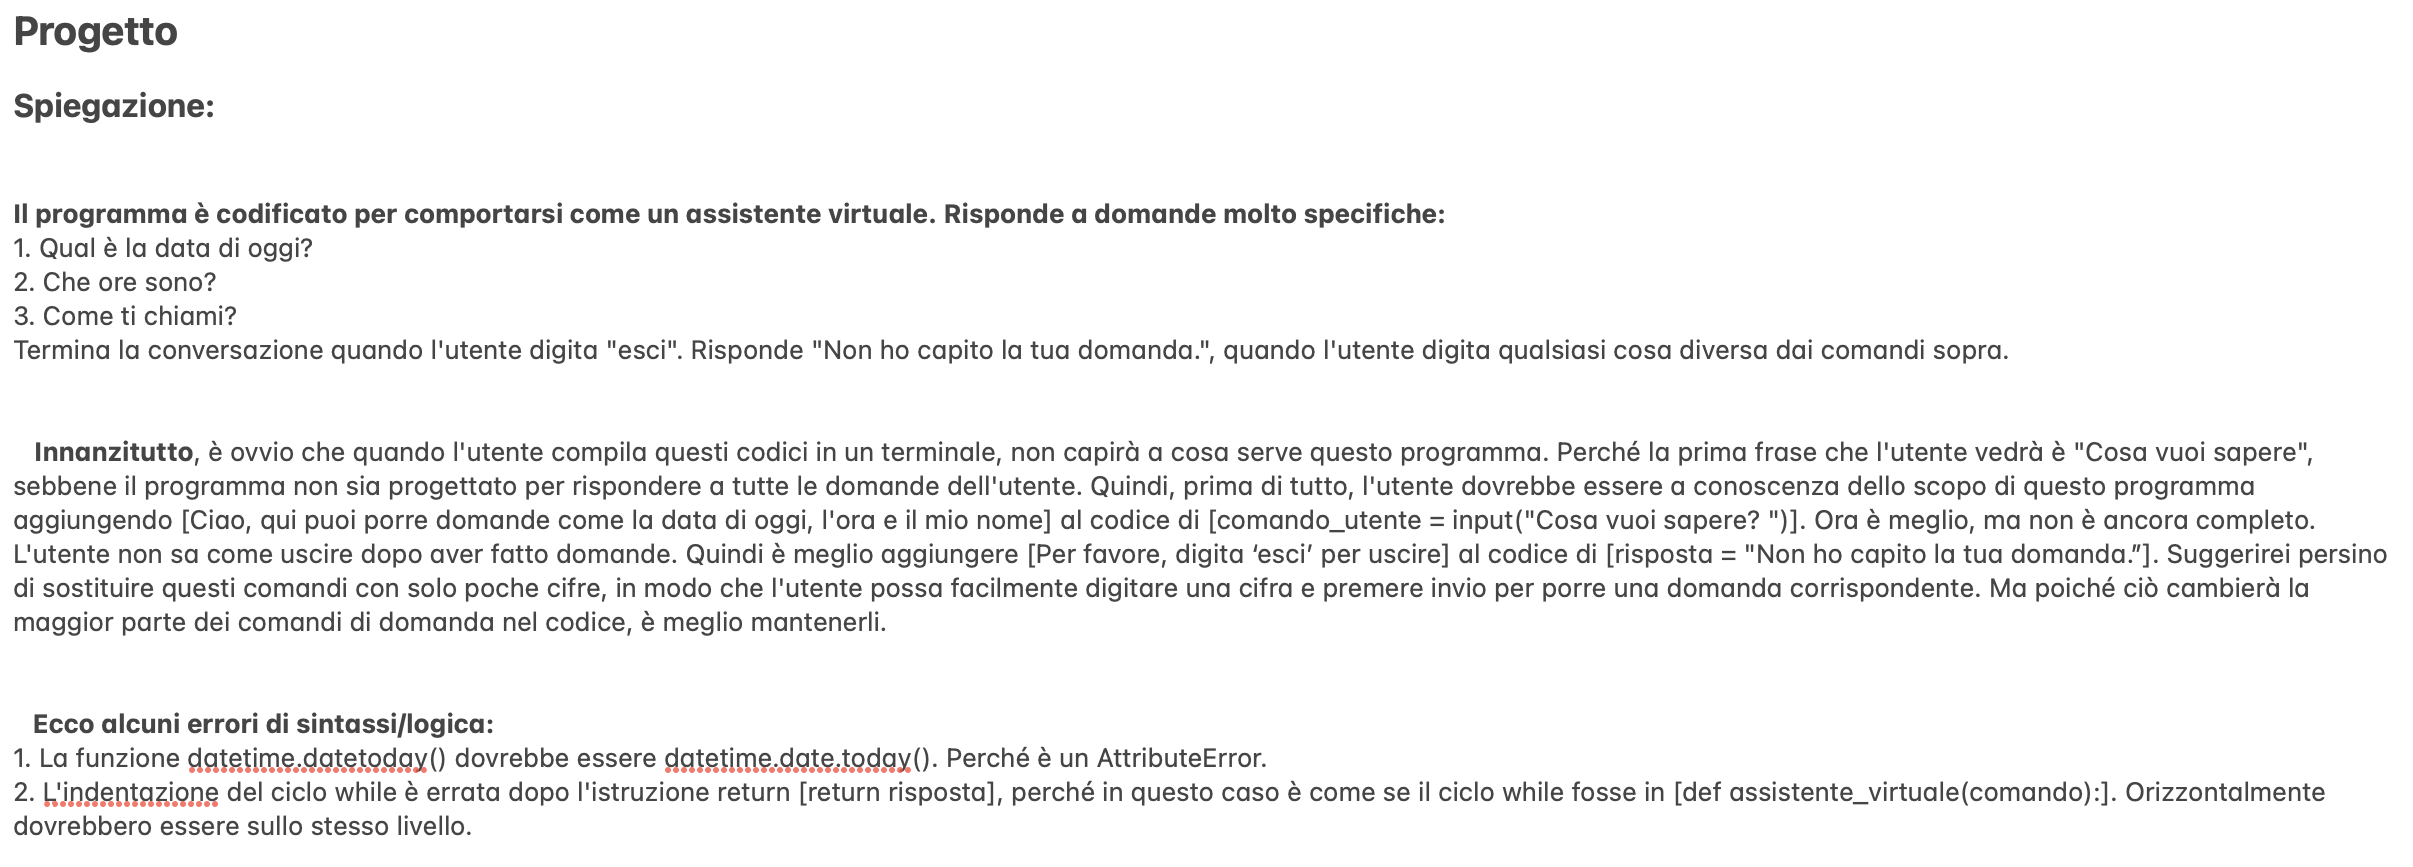 Progetto
Spiegazione:
Il programma è codificato per comportarsi come un assistente virtuale. Risponde a domande molto specifiche:
1. Qual è la data di oggi?
2. Che ore sono?
3. Come ti chiami?
Termina la conversazione quando l'utente digita "esci". Risponde "Non ho capito la tua domanda.", quando l'utente digita qualsiasi cosa diversa dai comandi sopra.
Innanzitutto, è ovvio che quando l'utente compila questi codici in un terminale, non capirà a cosa serve questo programma. Perché la prima frase che l'utente vedrà è "Cosa vuoi sapere",
sebbene il programma non sia progettato per rispondere a tutte le domande dell'utente. Quindi, prima di tutto, l'utente dovrebbe essere a conoscenza dello scopo di questo programma
aggiungendo [Ciao, qui puoi porre domande come la data di oggi, l'ora e il mio nome] al codice di [comando_utente = input("Cosa vuoi sapere? ")]. Ora è meglio, ma non è ancora completo.
L'utente non sa come uscire dopo aver fatto domande. Quindi è meglio aggiungere [Per favore, digita ‘esci’ per uscire] al codice di [risposta = "Non ho capito la tua domanda.”]. Suggerirei persino
di sostituire questi comandi con solo poche cifre, in modo che l'utente possa facilmente digitare una cifra e premere invio per porre una domanda corrispondente. Ma poiché ciò cambierà la
maggior parte dei comandi di domanda nel codice, è meglio mantenerli.
Ecco alcuni errori di sintassi/logica:
1. La funzione datetime.datetoday() dovrebbe essere datetime.date.today(). Perché è un AttributeError.
2. L'indentazione del ciclo while è errata dopo l'istruzione return [return risposta], perché in questo caso è come se il ciclo while fosse in [def assistente_virtuale(comando):]. Orizzontalmente
dovrebbero essere sullo stesso livello.